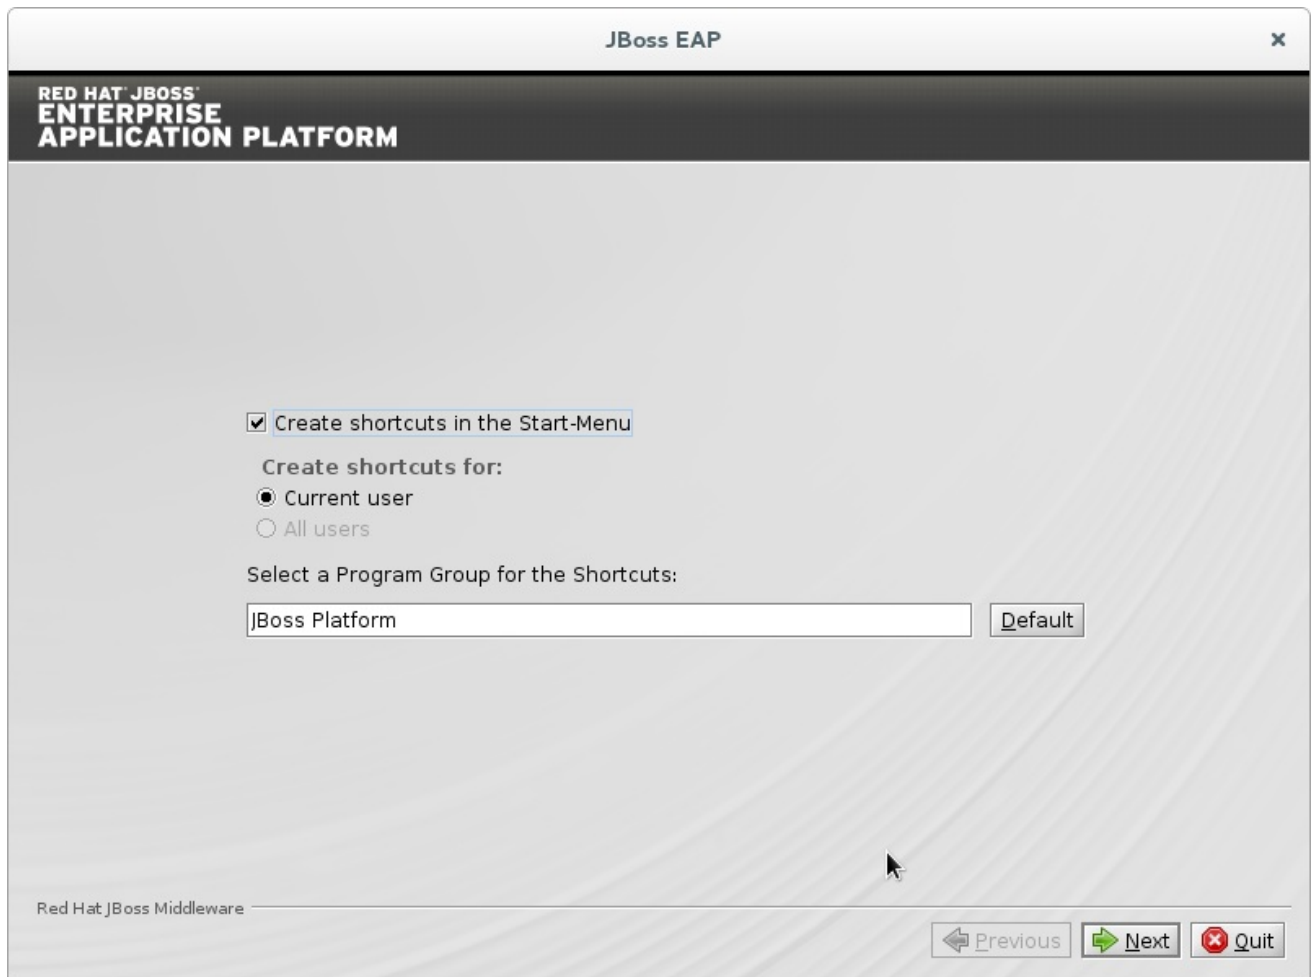 JBoss EAP
RED HAT JBOSS
ENTERPRISE
APPLICATION PLATFORM
Create shortcuts in the Start-Menu
Create shortcuts for:
Current user
All users
Select a Program Group for the Shortcuts:
JBoss Platform
Default
Red Hat JBoss Middleware
Previous
Next
Quit